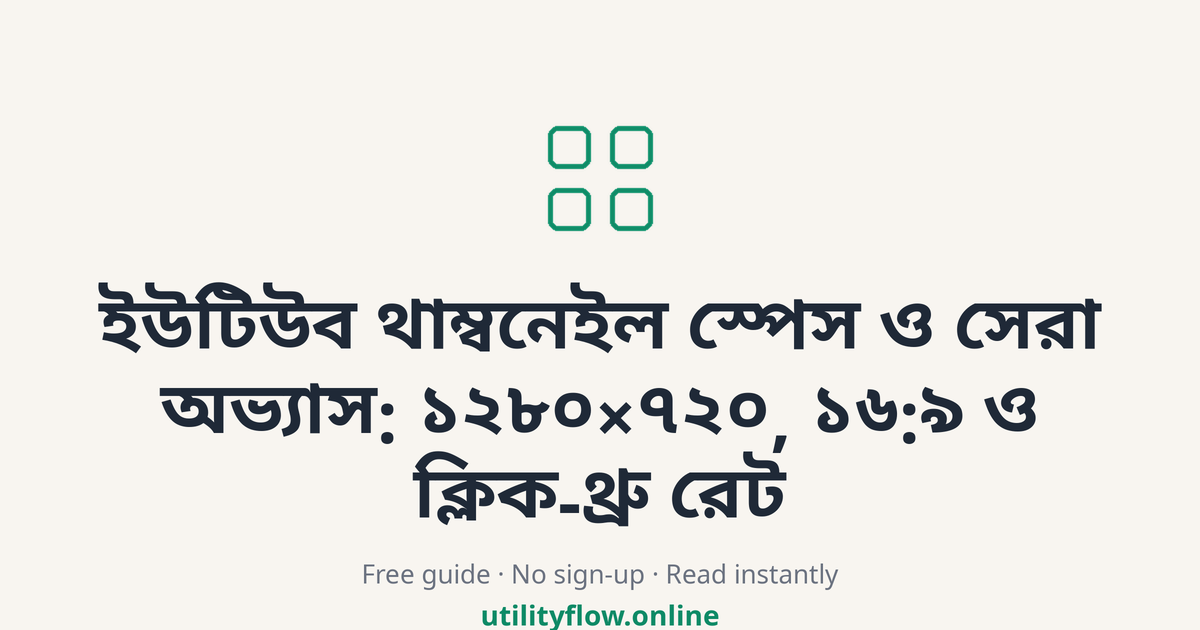 ইউটিউব থাম্বনেইল স্পেস ও সেরা
অভ্যাস: ১২৮০×৭২০, ১৬:৯ ও
ক্লিক-থ্রু রেট
Free guide · No sign-up · Read instantly
utilityflow.online